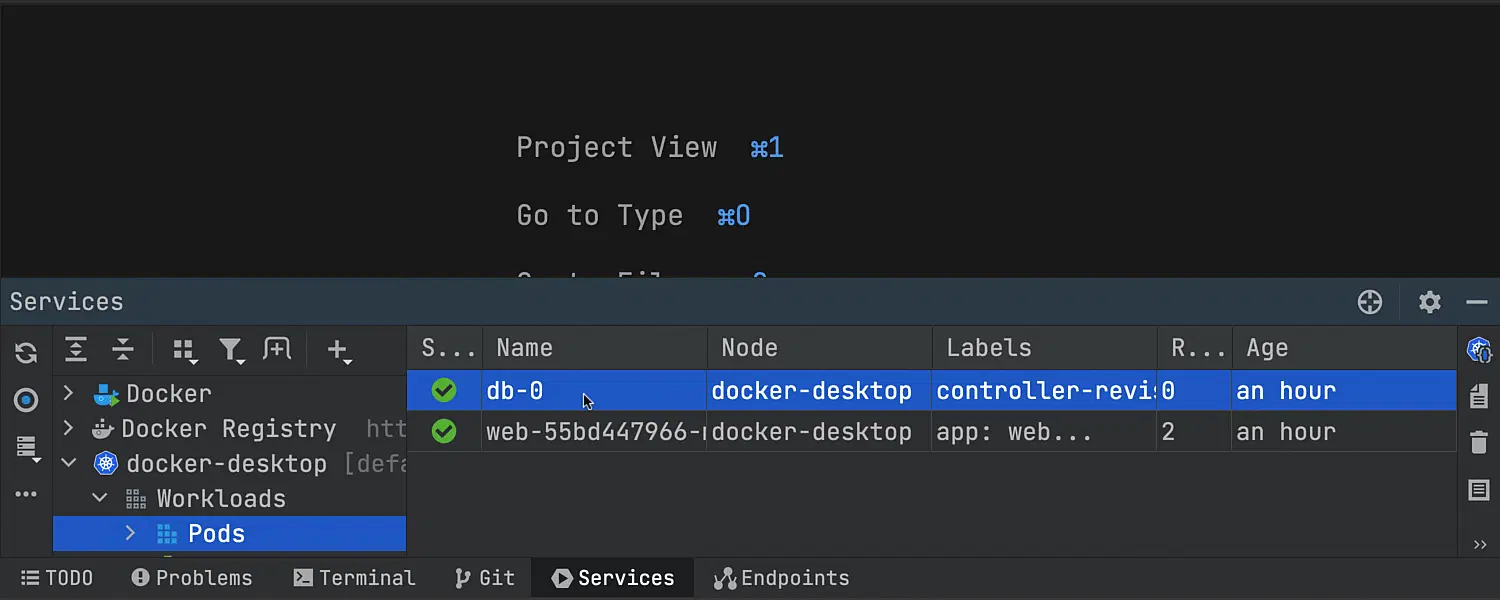 Project View ⌘1
Go to Type ⌘O
Services
S... Name Node Labels R... Age
Docker
db-0 docker-desktop controller-revis 0 an hour
Docker Registry htt
web-55bd447966- docker-desktop app: web... 2 an hour
docker-desktop [defa
Workloads
Pods
TODO Problems Terminal Git Services Endpoints